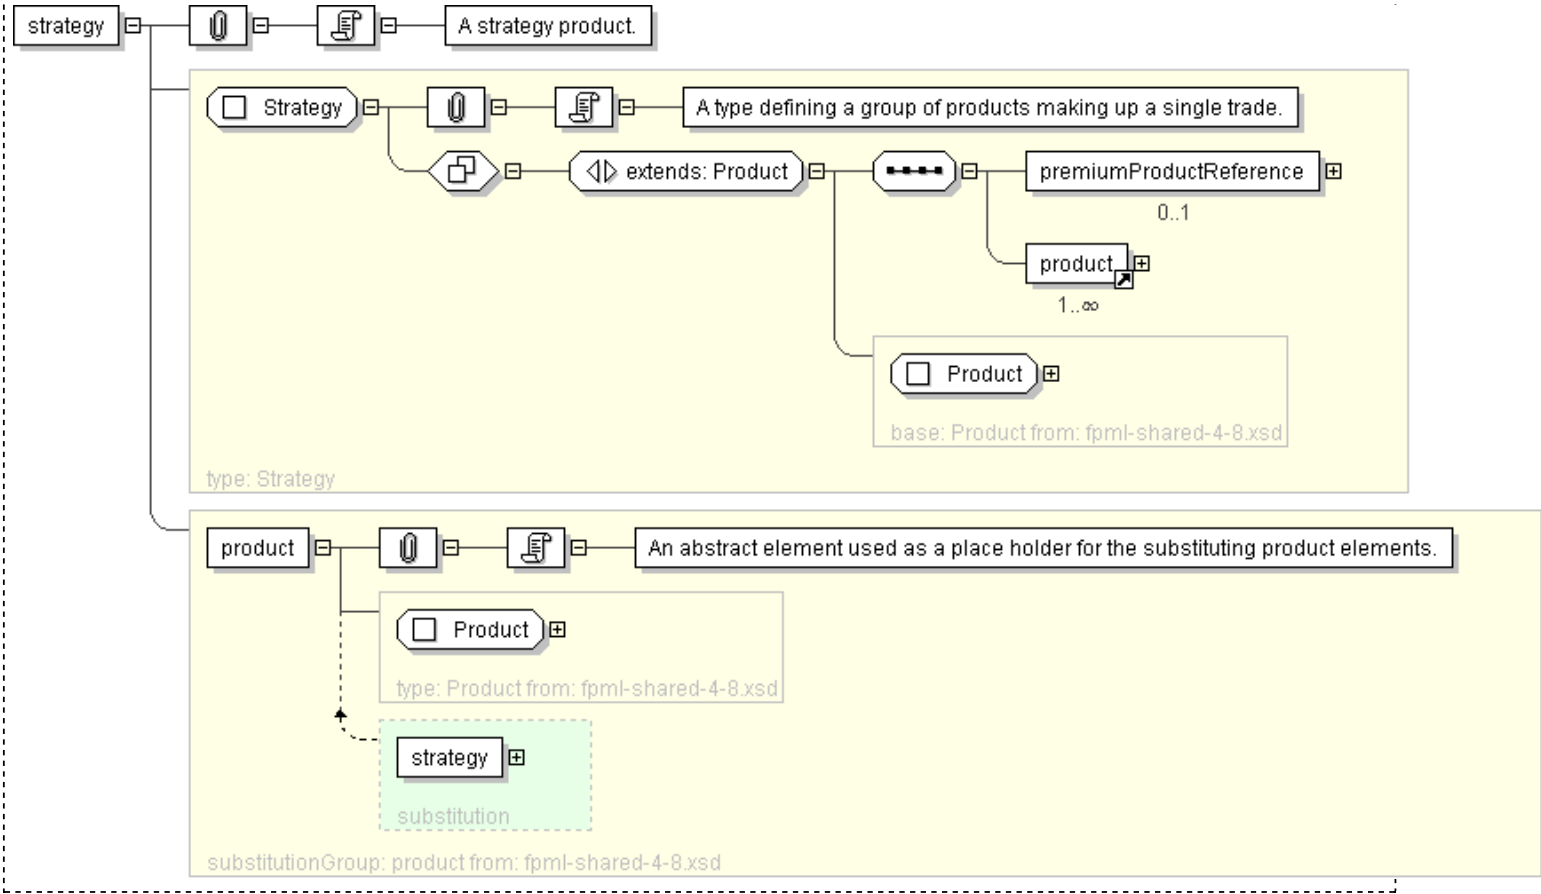 strategy
A strategy product.
Strategy
A type defining a group of products making up a single trade.
extends: Product
premiumProductReference
0..1
product
1..∞
Product
base: Product from: fpml-shared-4-8.xsd
type: Strategy
product
An abstract element used as a place holder for the substituting product elements.
Product
type: Product from: fpml-shared-4-8.xsd
strategy
substitution
substitutionGroup: product from: fpml-shared-4-8.xsd